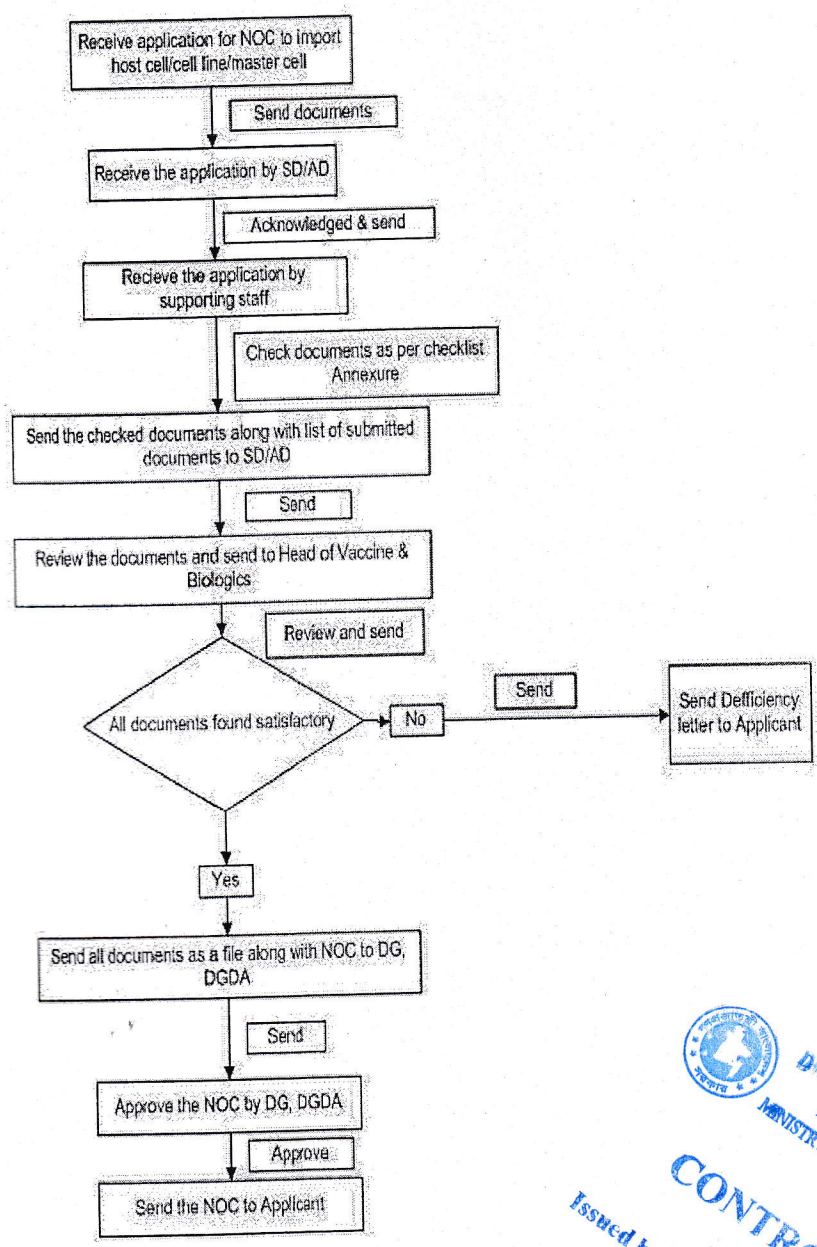 Receive application for NOC to import
host cell/cell line/master cell
Send documents
Receive the application by SD/AD
Acknowledged & send
Recieve the application by
supporting staff
Check documents as per checklist
Annexure
Send the checked documents along with list of submitted
documents to SD/AD
Send
Review the documents and send to Head of Vaccine &
Biologics
Review and send
All documents found satisfactory
No
Send
Send Defficiency
letter to Applicant
Yes
Send all documents as a file along with NOC to DG,
DGDA
Send
Approve the NOC by DG, DGDA
Approve
Send the NOC to Applicant
MINISTR
CONTRO
Issued